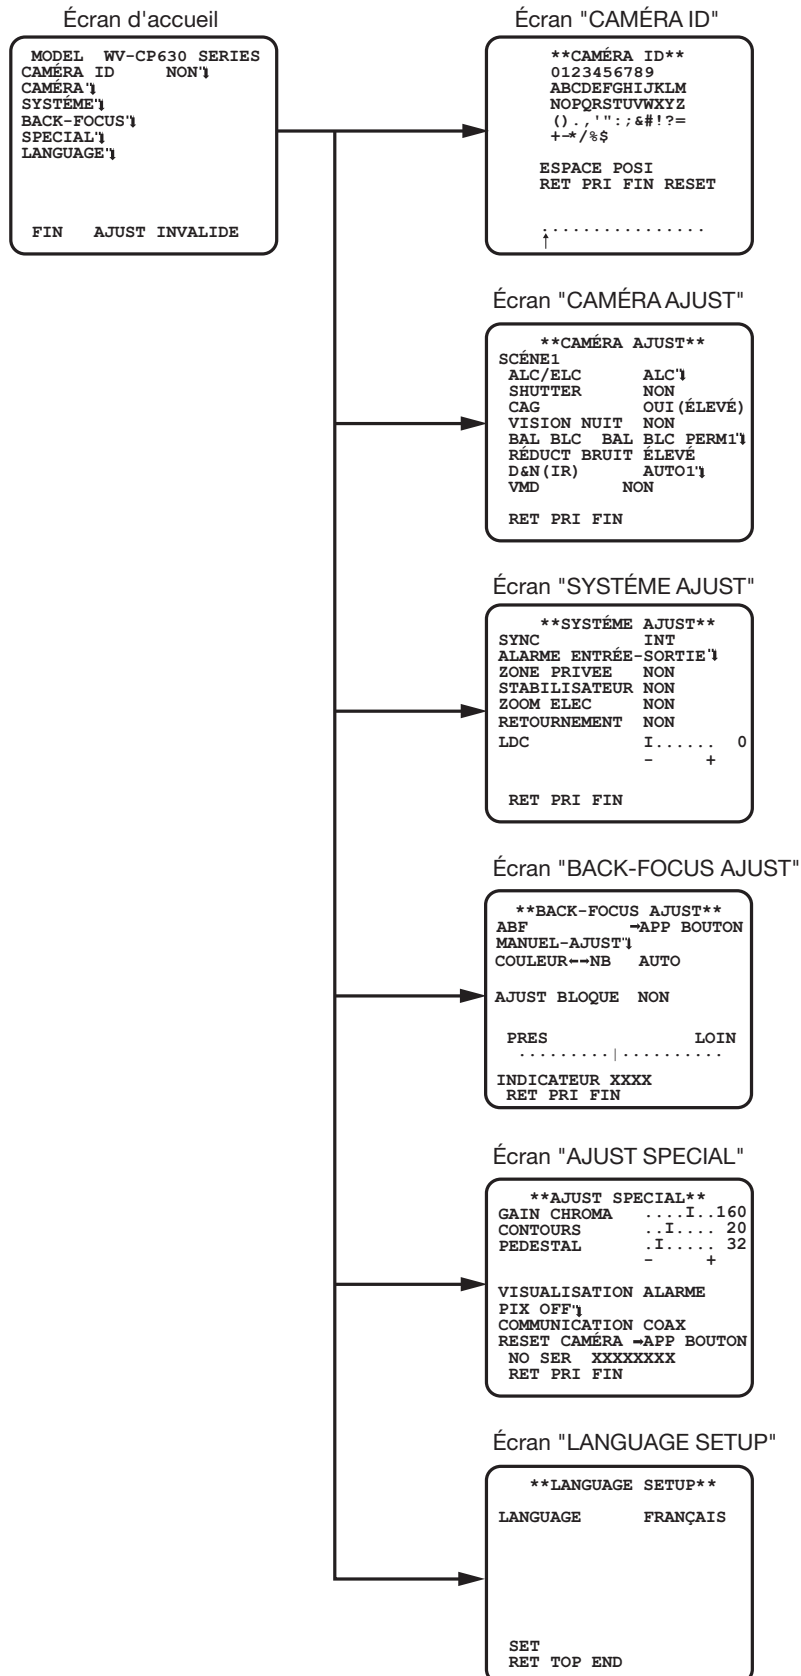 Écran d'accueil
MODEL WV-CP630 SERIES
CAMÉRA ID NON
CAMÉRA
SYSTÉME
BACK-FOCUS
SPECIAL
LANGUAGE
FIN AJUST INVALIDE
Écran "CAMÉRA ID"
**CAMÉRA ID**
0123456789
ABCDEFGHIJKLM
NOPQRSTUVWXYZ
().,'":;&#!?=
+-*/%$
ESPACE POSI
RET PRI FIN RESET
................
↑
Écran "CAMÉRA AJUST"
**CAMÉRA AJUST**
SCÉNE1
ALC/ELC ALC
SHUTTER NON
CAG OUI(ÉLEVÉ)
VISION NUIT NON
BAL BLC BAL BLC PERM1
RÉDUCT BRUIT ÉLEVÉ
D&N(IR) AUTO1
VMD NON
RET PRI FIN
Écran "SYSTÉME AJUST"
**SYSTÉME AJUST**
SYNC INT
ALARME ENTRÉE-SORTIE
ZONE PRIVEE NON
STABILISATEUR NON
ZOOM ELEC NON
RETOURNEMENT NON
LDC I...... 0
- +
RET PRI FIN
Écran "BACK-FOCUS AJUST"
**BACK-FOCUS AJUST**
ABF →APP BOUTON
MANUEL-AJUST
COULEUR←→NB AUTO
AJUST BLOQUE NON
PRES LOIN
.........|..........
INDICATEUR XXXX
RET PRI FIN
Écran "AJUST SPECIAL"
**AJUST SPECIAL**
GAIN CHROMA ....I..160
CONTOURS ..I.... 20
PEDESTAL .I..... 32
- +
VISUALISATION ALARME
PIX OFF
COMMUNICATION COAX
RESET CAMÉRA →APP BOUTON
NO SER XXXXXXXX
RET PRI FIN
Écran "LANGUAGE SETUP"
**LANGUAGE SETUP**
LANGUAGE FRANÇAIS
SET
RET TOP END